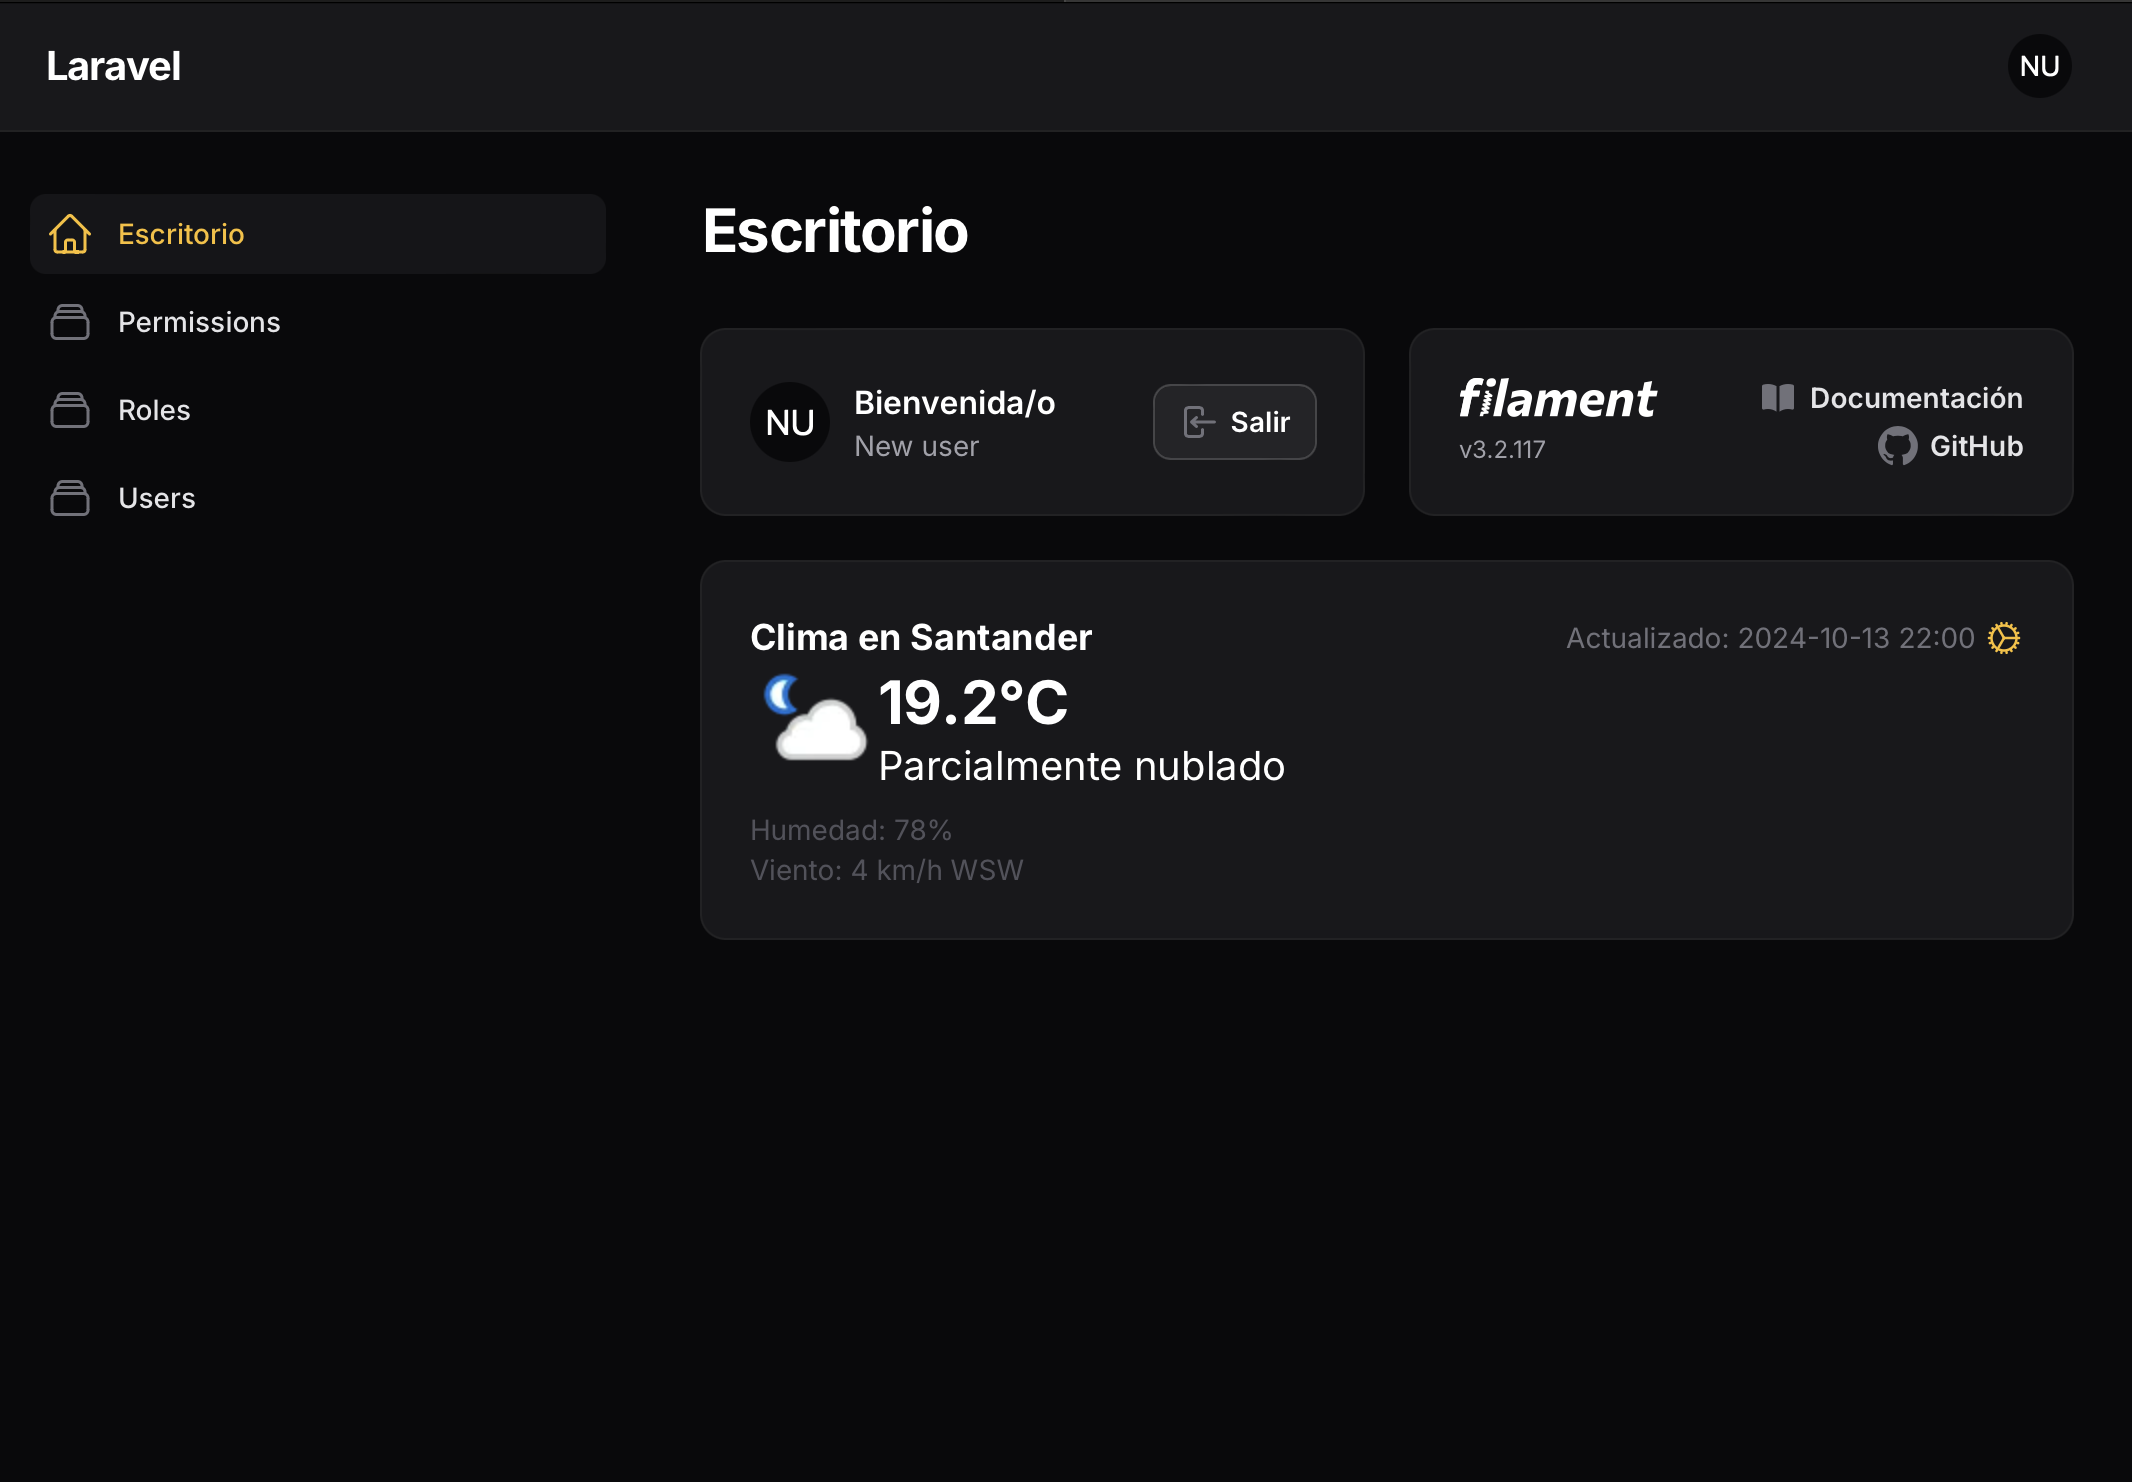 Laravel
NU
Escritorio
Permissions
Roles
Users
Escritorio
NU
Bienvenida/o
New user
Salir
filament
v3.2.117
Documentación
GitHub
Clima en Santander
Actualizado: 2024-10-13 22:00
19.2°C
Parcialmente nublado
Humedad: 78%
Viento: 4 km/h WSW